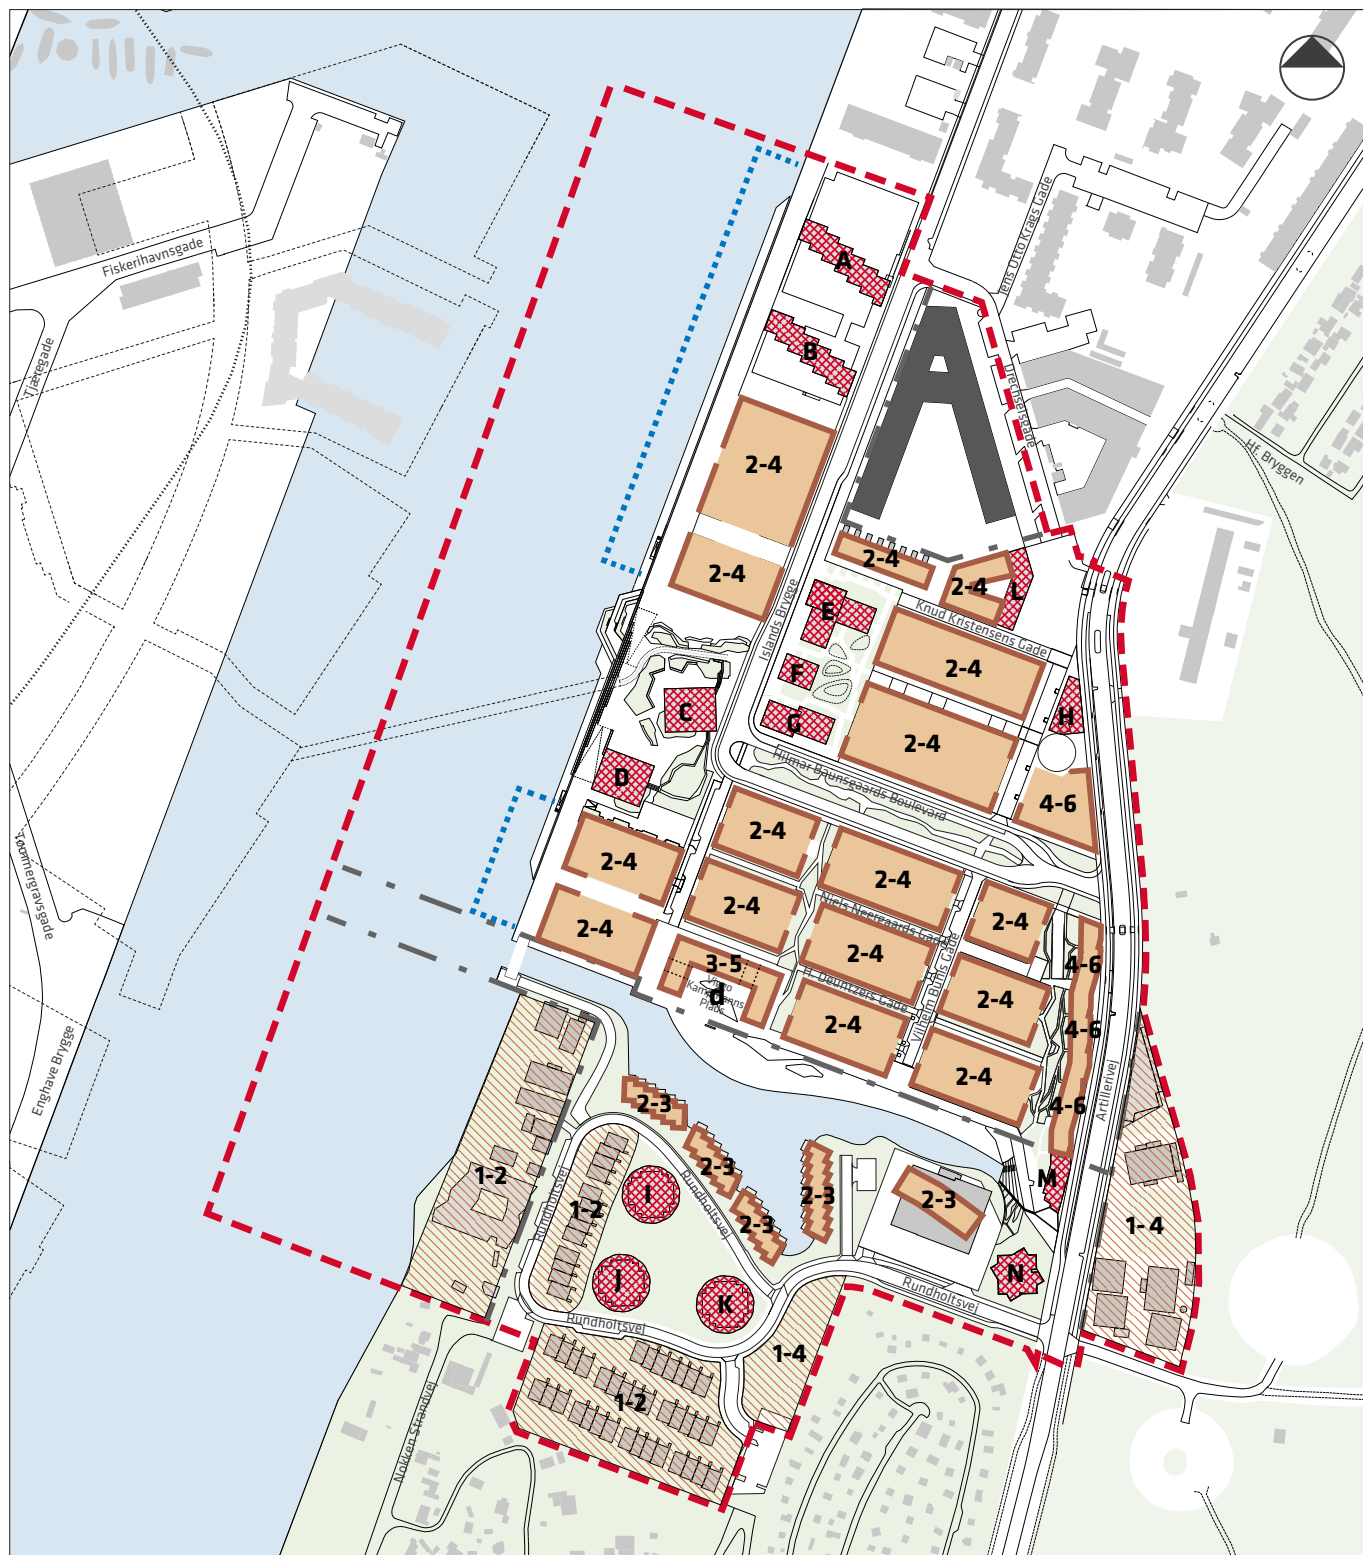 Fiskerihavnsgade
Jens Otto Krags Gade
A
Tjæregade
B
Drechselsgade
Hf. Bryggen
2-4
2-4
2-4
2-4
L
Islands Brygge
E
Knud Kristensens Gade
F
2-4
C
G
H
2-4
Hilmar Baunsgaards Boulevard
D
4-6
2-4
2-4
2-4
Tømmergravsgade
2-4
Niels Neergaards Gade
2-4
2-4
2-4
3-5
Viggo
Kampmanns
Plads
d
H. Deuntzers Gade
Vilhelm Buhls Gade
4-6
2-4
2-4
4-6
Enghave Brygge
2-4
Artillerivej
2-3
4-6
1-2
Rundholtsvej
1-2
I
2-3
Rundholtsvej
2-3
2-3
2-3
M
1-4
J
K
N
Rundholtsvej
Rundholtsvej
1-4
1-2
Nokken Strandvej